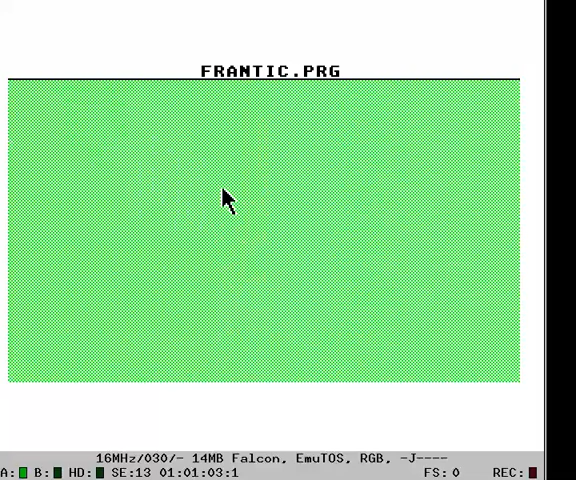 FRANTIC.PRG
16MHz/030/- 14MB Falcon, EmuTOS, RGB, -J----
A: B: HD: SE:13 01:01:03:1 FS: 0 REC: